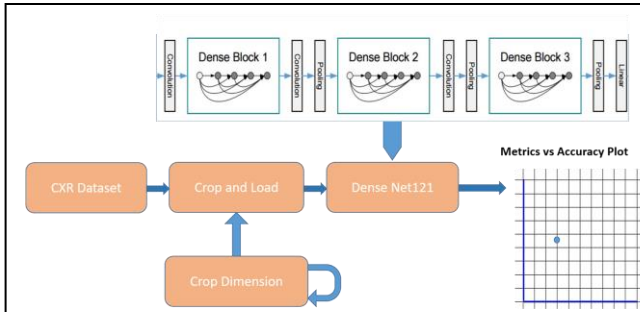 Convolution
Dense Block 1
Convolution
Pooling
Dense Block 2
Convolution
Pooling
Dense Block 3
Pooling
Linear
Metrics vs Accuracy Plot
CXR Dataset
Crop and Load
Dense Net121
Crop Dimension